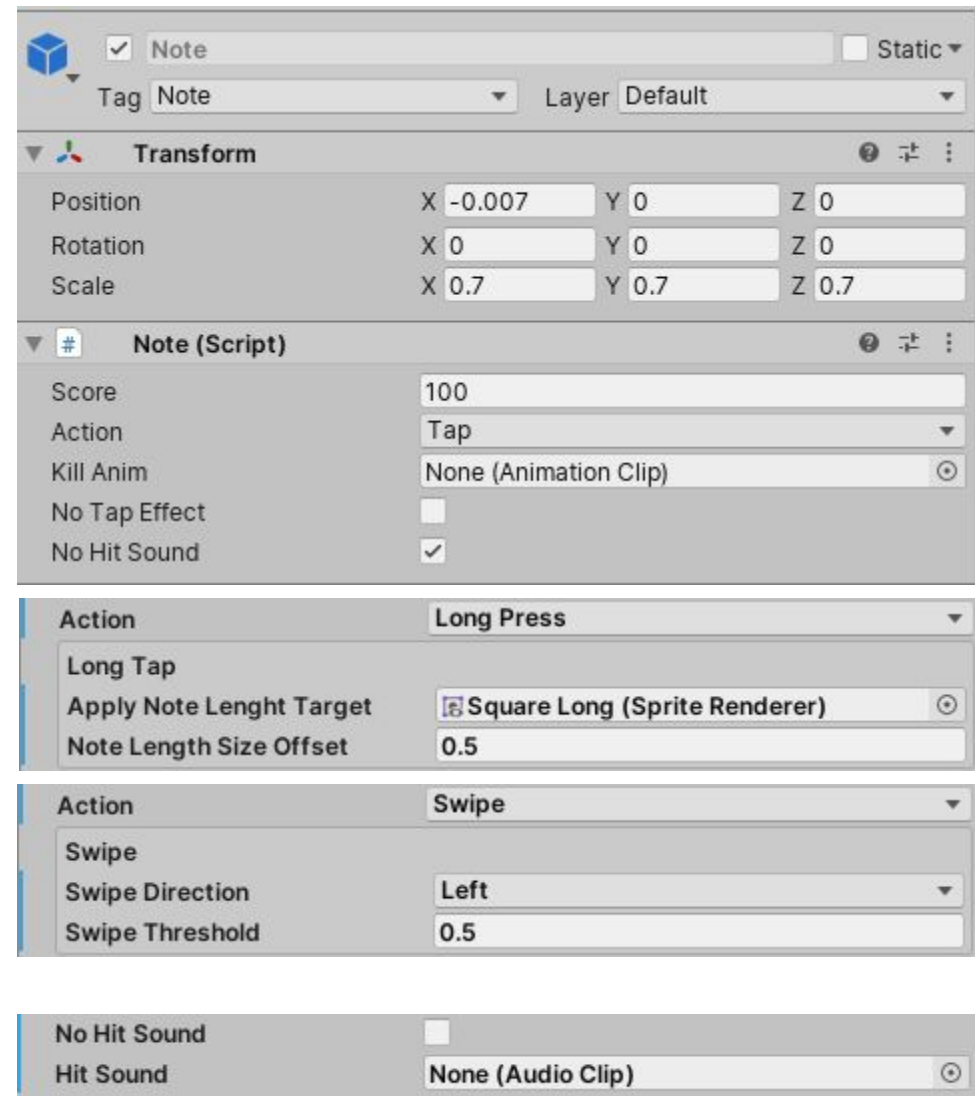 Note Static
Tag Note Layer Default
Transform
Position X -0.007 Y 0 Z 0
Rotation X 0 Y 0 Z 0
Scale X 0.7 Y 0.7 Z 0.7
# Note (Script)
Score 100
Action Tap
Kill Anim None (Animation Clip)
No Tap Effect
No Hit Sound
Action Long Press
Long Tap
Apply Note Lenght Target Square Long (Sprite Renderer)
Note Length Size Offset 0.5
Action Swipe
Swipe
Swipe Direction Left
Swipe Threshold 0.5
No Hit Sound
Hit Sound None (Audio Clip)